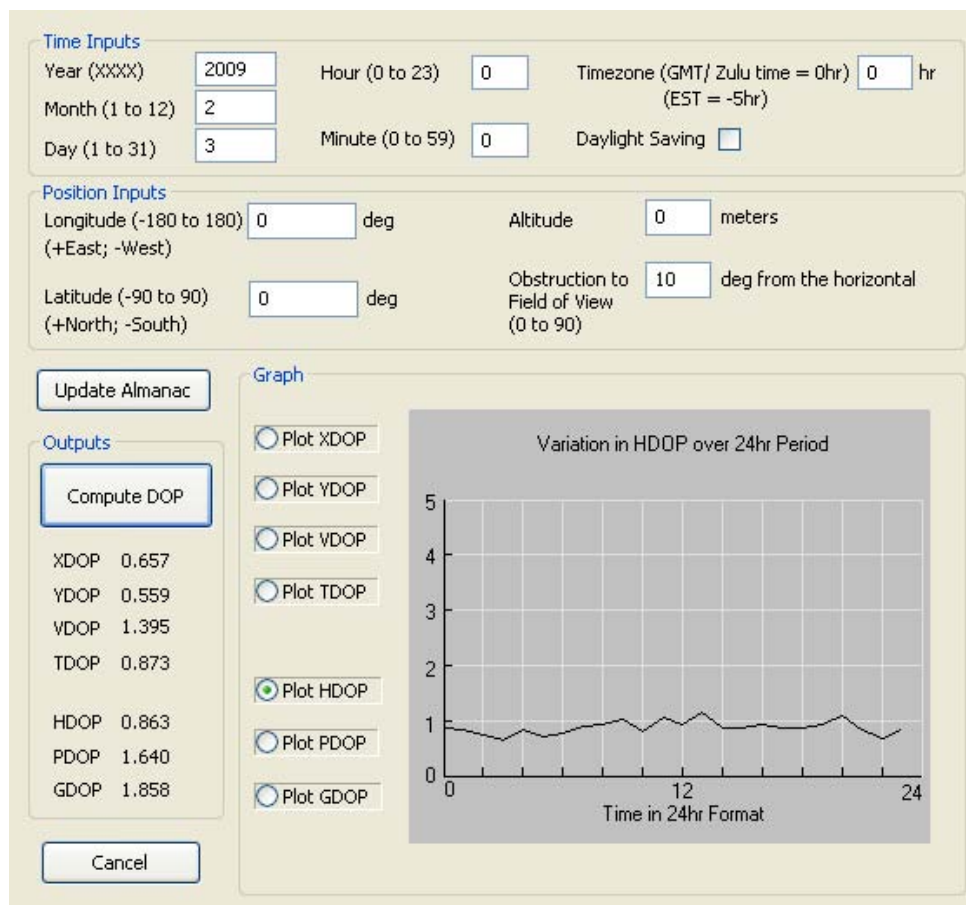 Time Inputs
Year (XXXX) 2009 Hour (0 to 23) 0 Timezone (GMT/ Zulu time = 0hr) 0 hr
(EST = -5hr)
Month (1 to 12) 2
Day (1 to 31) 3 Minute (0 to 59) 0 Daylight Saving
Position Inputs
Longitude (-180 to 180) 0 deg Altitude 0 meters
(+East; -West)
Latitude (-90 to 90) 0 deg
(+North; -South)
Obstruction to 10 deg from the horizontal
Field of View
(0 to 90)
Update Almanac
Outputs
Compute DOP
XDOP 0.657
YDOP 0.559
VDOP 1.395
TDOP 0.873
HDOP 0.863
PDOP 1.640
GDOP 1.858
Cancel
Graph
Plot XDOP
Plot YDOP
Plot VDOP
Plot TDOP
Plot HDOP
Plot PDOP
Plot GDOP
Variation in HDOP over 24hr Period
5
4
3
2
1
0
0 12 24
Time in 24hr Format